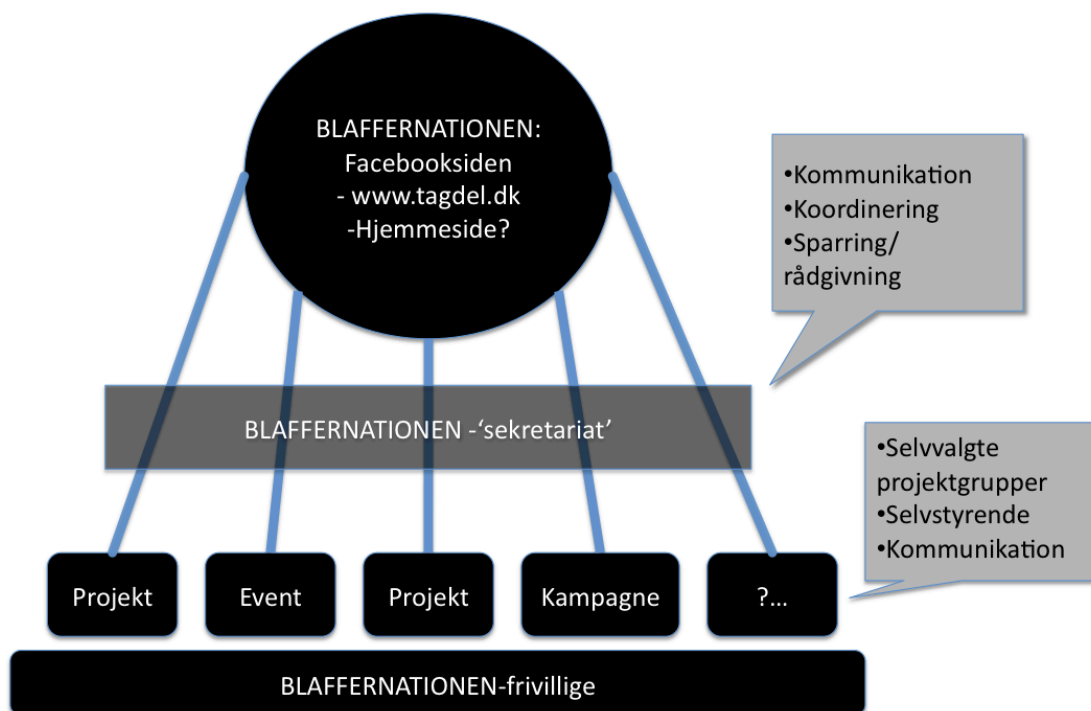 BLAFFERNATIONEN:
Facebooksiden
- www.tagdel.dk
-Hjemmeside?
•Kommunikation
•Koordinering
•Sparring/
rådgivning
BLAFFERNATIONEN -‘sekretariat’
•Selvvalgte
projektgrupper
•Selvstyrende
•Kommunikation
Projekt
Event
Projekt
Kampagne
?...
BLAFFERNATIONEN-frivillige